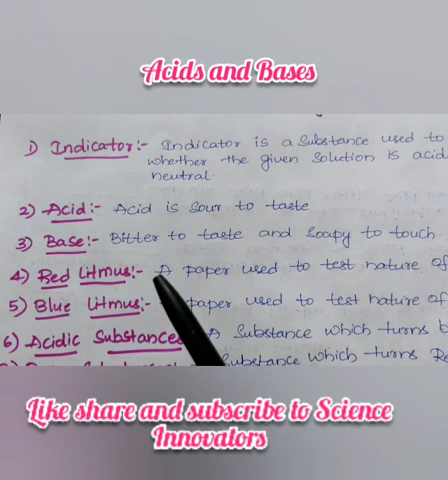 Acids and Bases
1) Indicator:- Indicator is a Substance used to
whether the given Solution is acid
neutral.
2) Acid:- Acid is Sour to taste
3) Base:- Bitter to taste and Soapy to touch
4) Red Litmus:- A Paper used to test nature of
5) Blue Litmus:- paper used to test nature of
6) Acidic Substances A Substance which turns b
Substance which turns Re
Like share and subscribe to Science
Innovators